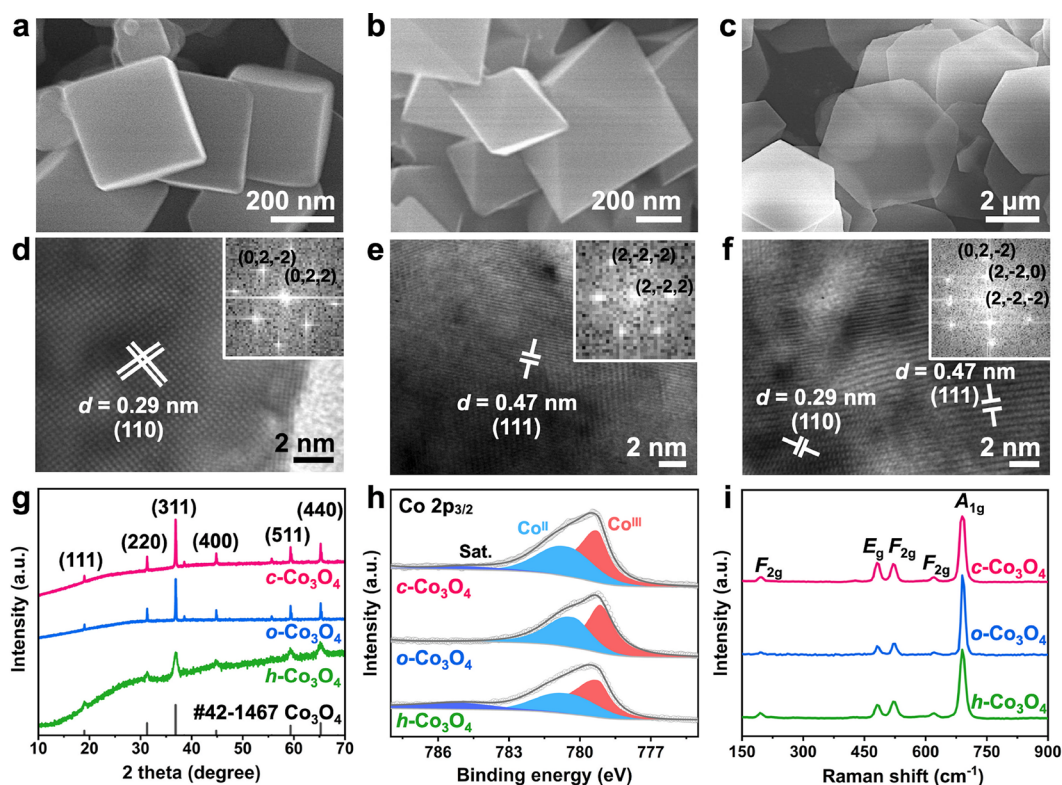 a
200 nm
b
200 nm
c
2 μm
d
(0,2,-2)
(0,2,2)
d = 0.29 nm
(110)
2 nm
e
(2,-2,-2)
(2,-2,2)
d = 0.47 nm
(111)
2 nm
f
(0,2,-2)
(2,-2,0)
(2,-2,-2)
d = 0.47 nm
(111)
d = 0.29 nm
(110)
2 nm
g
(111)
(220)
(311)
(400)
(511)
(440)
c-Co₃O₄
o-Co₃O₄
h-Co₃O₄
#42-1467 Co₃O₄
Intensity (a.u.)
10 20 30 40 50 60 70
2 theta (degree)
h
Co 2p₃/₂
Coᴵᴵ
Coᴵᴵᴵ
Sat.
c-Co₃O₄
o-Co₃O₄
h-Co₃O₄
Intensity (a.u.)
786 783 780 777
Binding energy (eV)
i
A₁g
F₂g
Eg
F₂g
F₂g
c-Co₃O₄
o-Co₃O₄
h-Co₃O₄
Intensity (a.u.)
150 300 450 600 750 900
Raman shift (cm⁻¹)